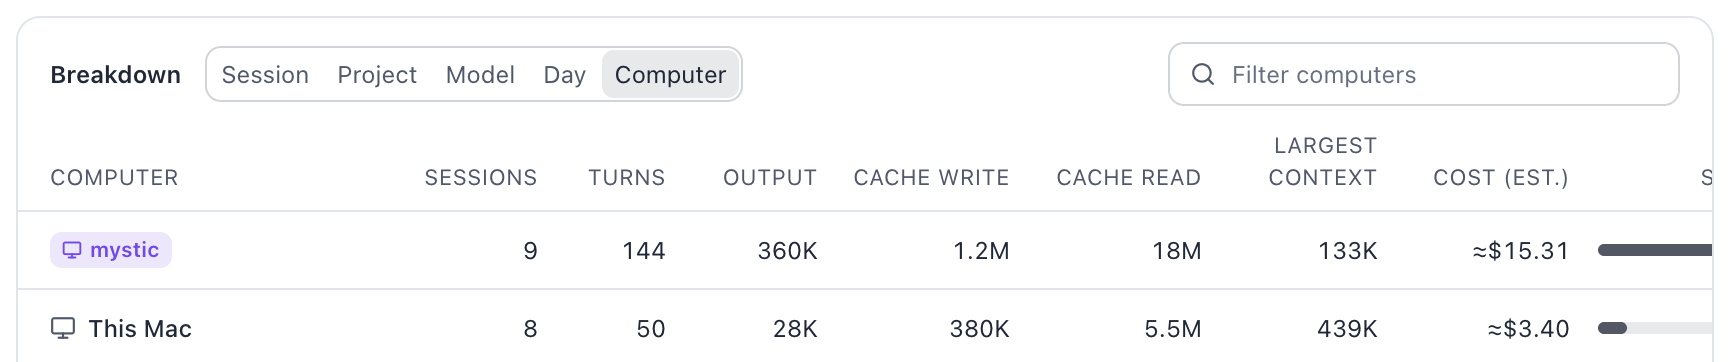 Breakdown Session Project Model Day Computer Filter computers
COMPUTER SESSIONS TURNS OUTPUT CACHE WRITE CACHE READ LARGEST CONTEXT COST (EST.) S
mystic 9 144 360K 1.2M 18M 133K ≈$15.31
This Mac 8 50 28K 380K 5.5M 439K ≈$3.40